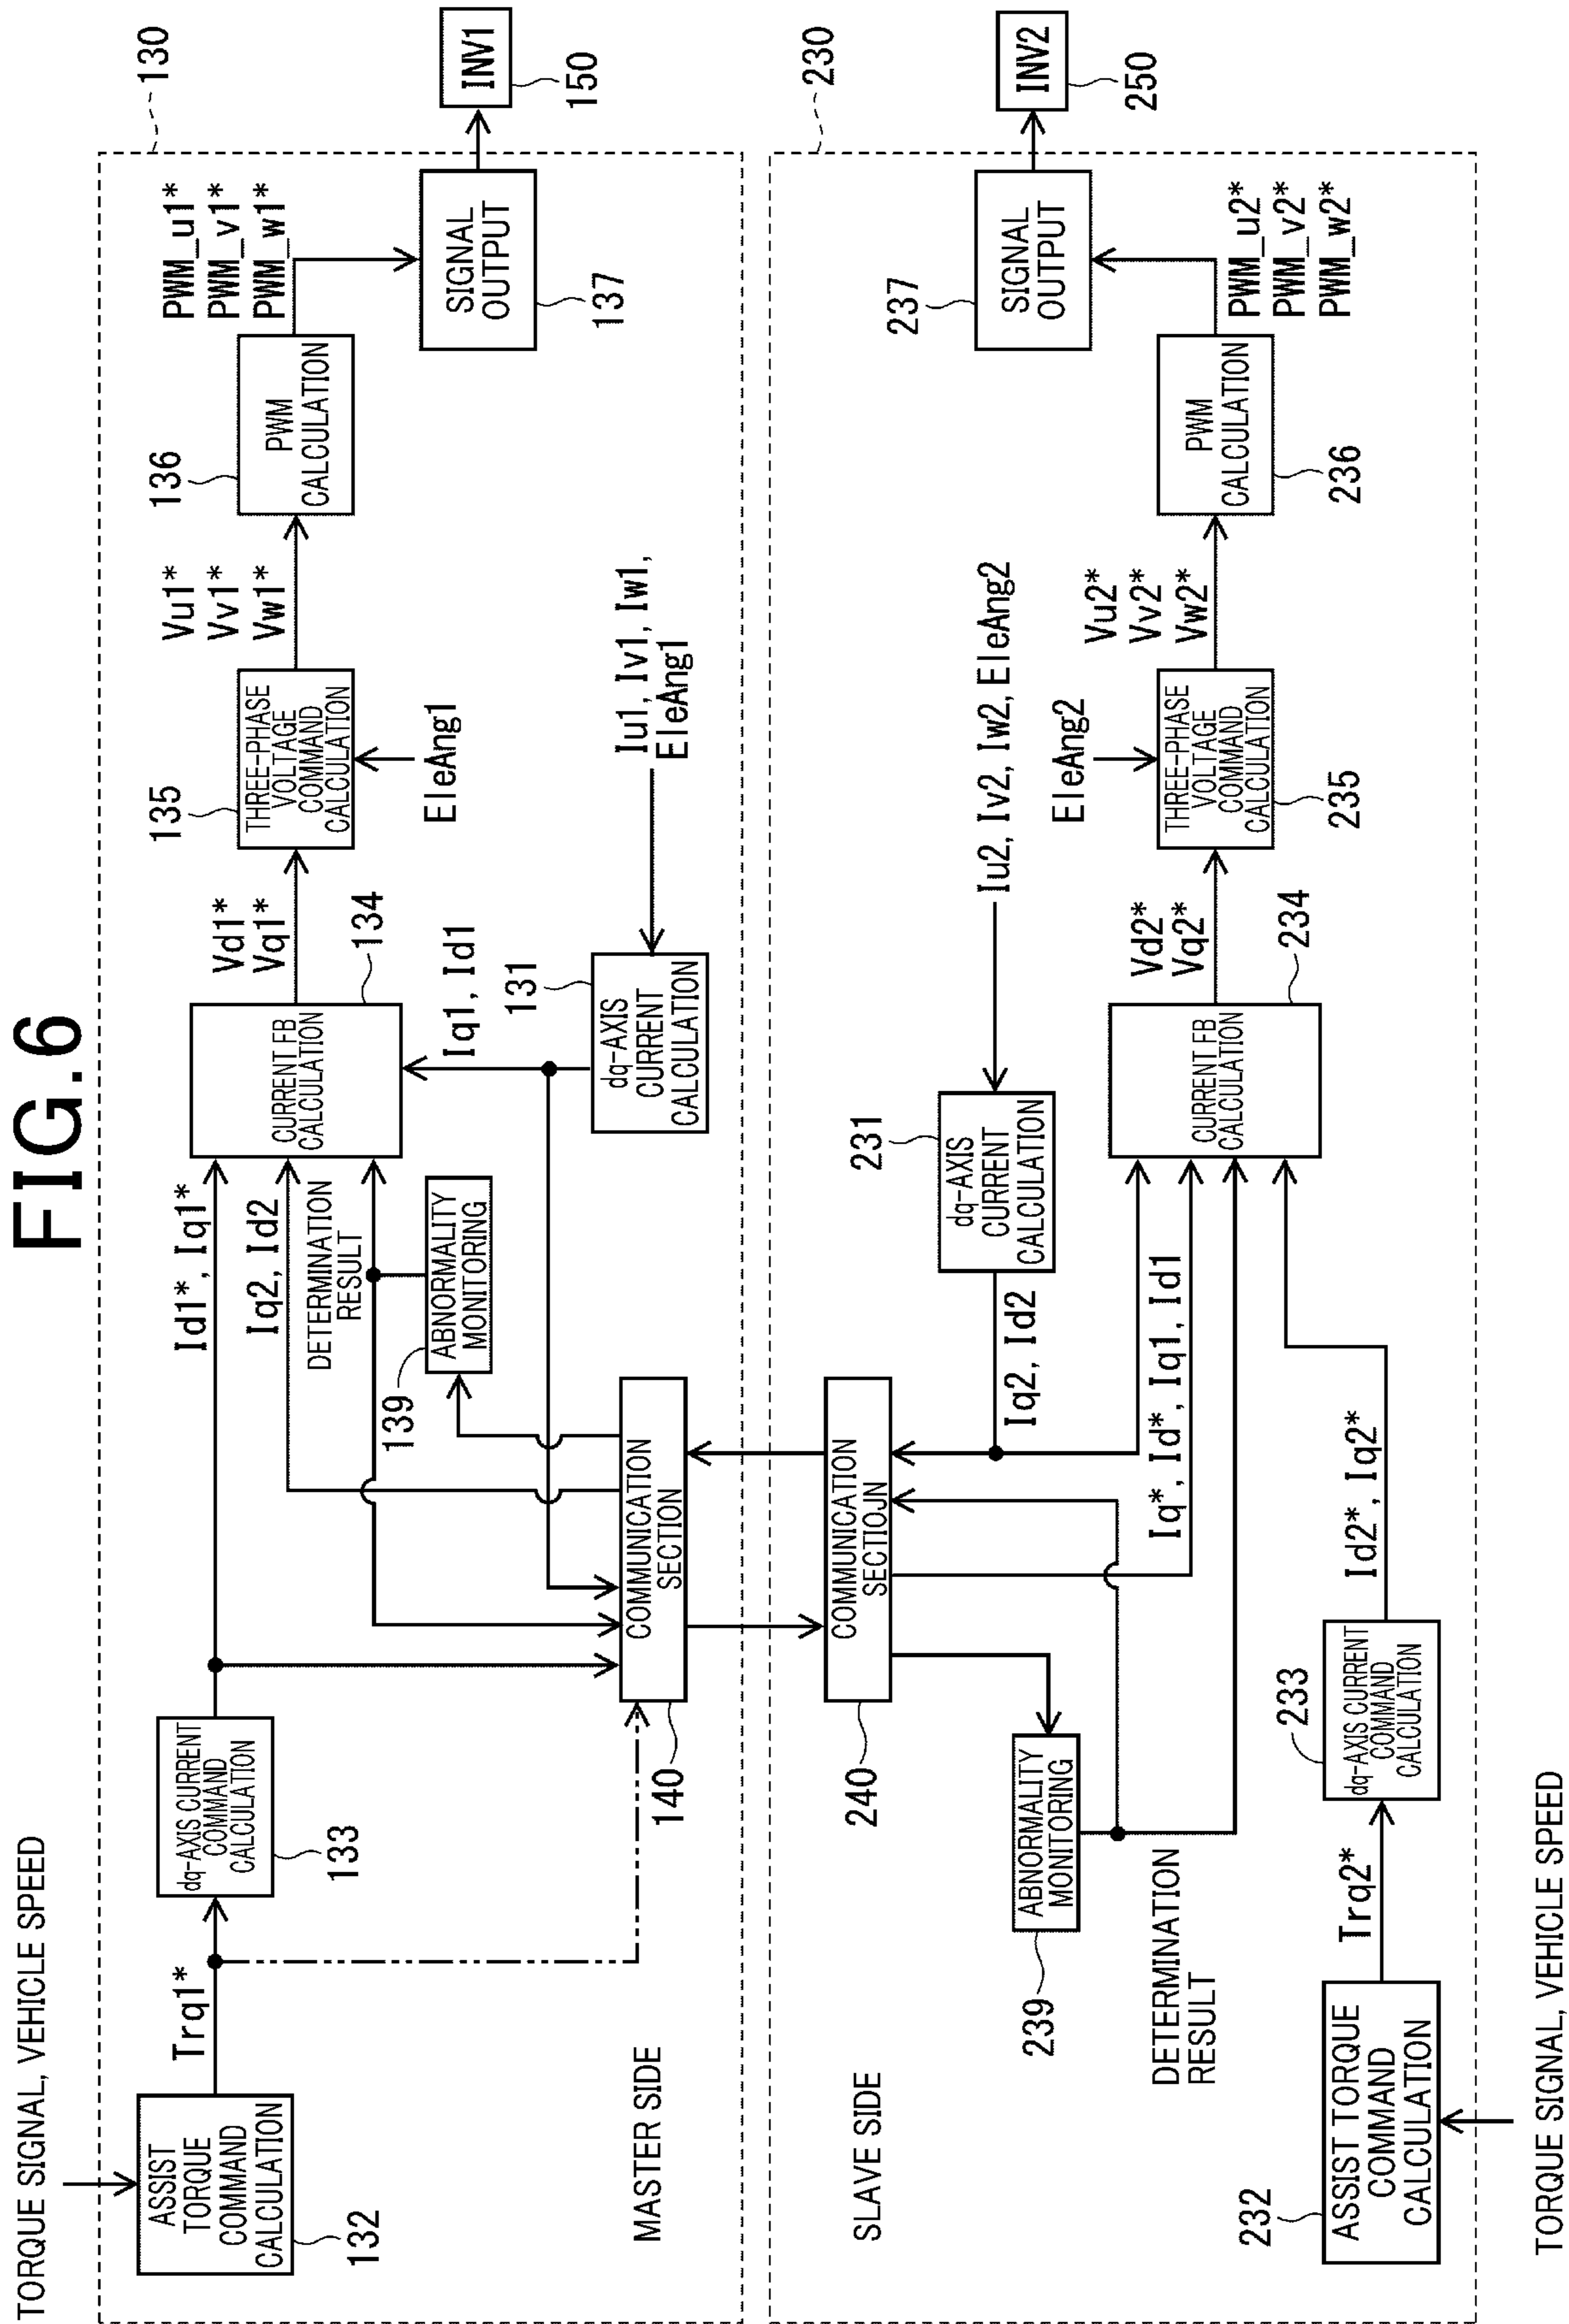 FIG.6
TORQUE SIGNAL, VEHICLE SPEED
130
ASSIST
TORQUE
COMMAND
CALCULATION
132
Trq1*
dq-AXIS CURRENT
COMMAND
CALCULATION
133
Id1*, Iq1*
Iq2, Id2
DETERMINATION
RESULT
CURRENT FB
CALCULATION
134
Vd1*
Vq1*
THREE-PHASE
VOLTAGE
COMMAND
CALCULATION
135
EleAng1
Vu1*
Vv1*
Vw1*
PWM
CALCULATION
136
PWM_u1*
PWM_v1*
PWM_w1*
SIGNAL
OUTPUT
137
INV1
150
ABNORMALITY
MONITORING
139
Iq1, Id1
dq-AXIS
CURRENT
CALCULATION
131
Iu1, Iv1, Iw1,
EleAng1
COMMUNICATION
SECTION
140
MASTER SIDE
SLAVE SIDE
230
COMMUNICATION
SECTIOJN
240
dq-AXIS
CURRENT
CALCULATION
231
Iu2, Iv2, Iw2, EleAng2
Iq2, Id2
ABNORMALITY
MONITORING
239
DETERMINATION
RESULT
Iq*, Id*, Iq1, Id1
CURRENT FB
CALCULATION
234
Vd2*
Vq2*
EleAng2
THREE-PHASE
VOLTAGE
COMMAND
CALCULATION
235
Vu2*
Vv2*
Vw2*
PWM
CALCULATION
236
PWM_u2*
PWM_v2*
PWM_w2*
SIGNAL
OUTPUT
237
INV2
250
ASSIST TORQUE
COMMAND
CALCULATION
232
Trq2*
dq-AXIS CURRENT
COMMAND
CALCULATION
233
Id2*, Iq2*
TORQUE SIGNAL, VEHICLE SPEED